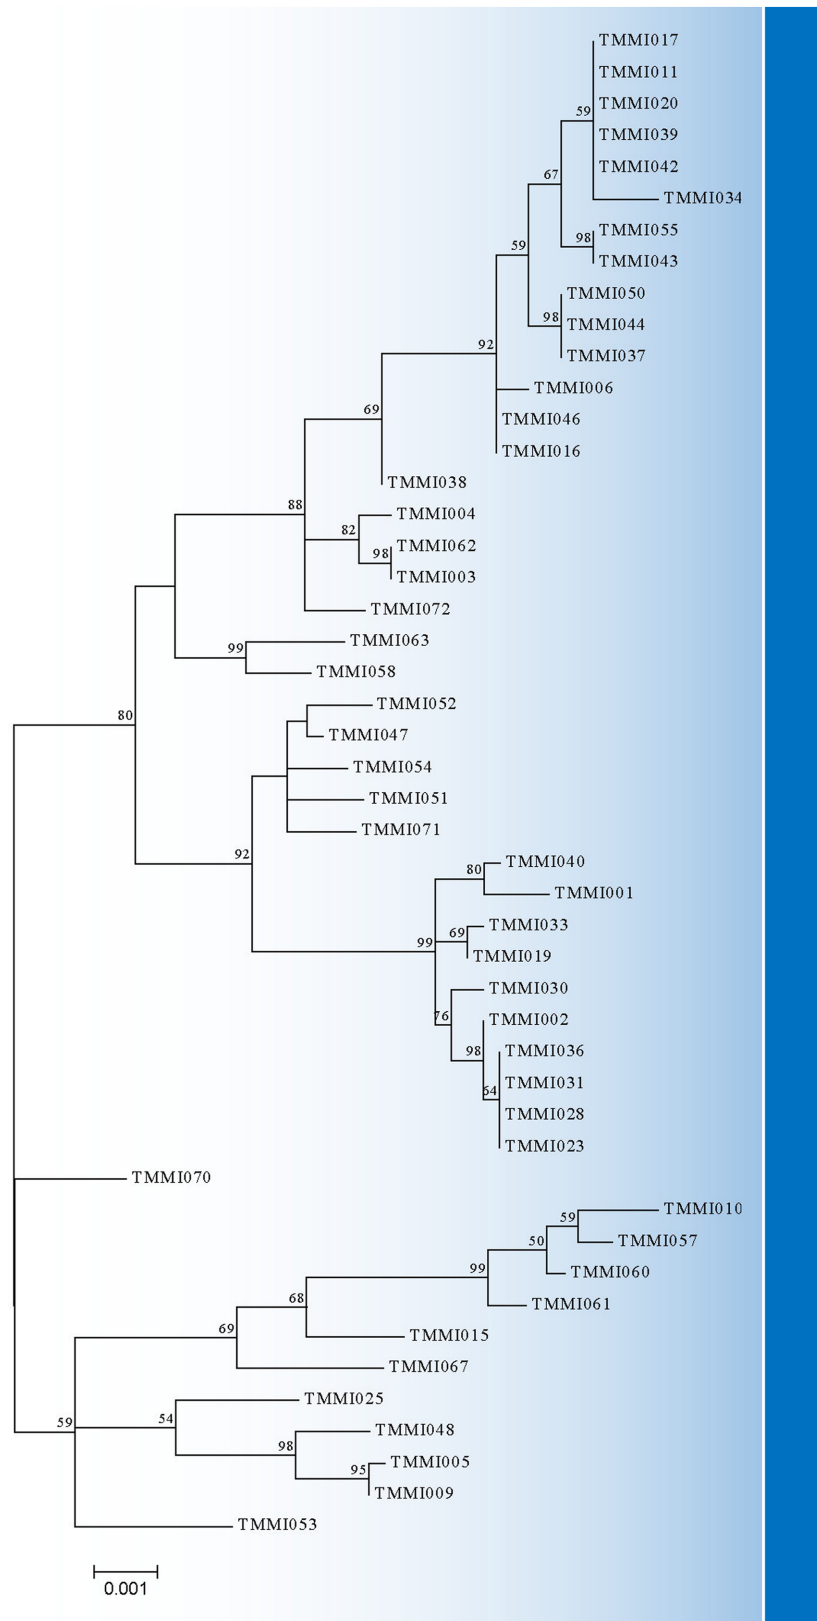 TMMI017
TMMI011
TMMI020
59
TMMI039
TMMI042
67
TMMI034
TMMI055
98
59
TMMI043
TMMI050
98
TMMI044
92
TMMI037
TMMI006
69
TMMI046
TMMI016
TMMI038
88
TMMI004
82
TMMI062
98
TMMI003
TMMI072
TMMI063
99
TMMI058
TMMI052
80
TMMI047
TMMI054
TMMI051
TMMI071
92
TMMI040
80
TMMI001
TMMI033
69
99
TMMI019
TMMI030
76
TMMI002
98
TMMI036
TMMI031
64
TMMI028
TMMI023
TMMI070
TMMI010
59
50
TMMI057
99
TMMI060
68
TMMI061
69
TMMI015
TMMI067
TMMI025
59
54
TMMI048
98
TMMI005
95
TMMI009
TMMI053
0.001